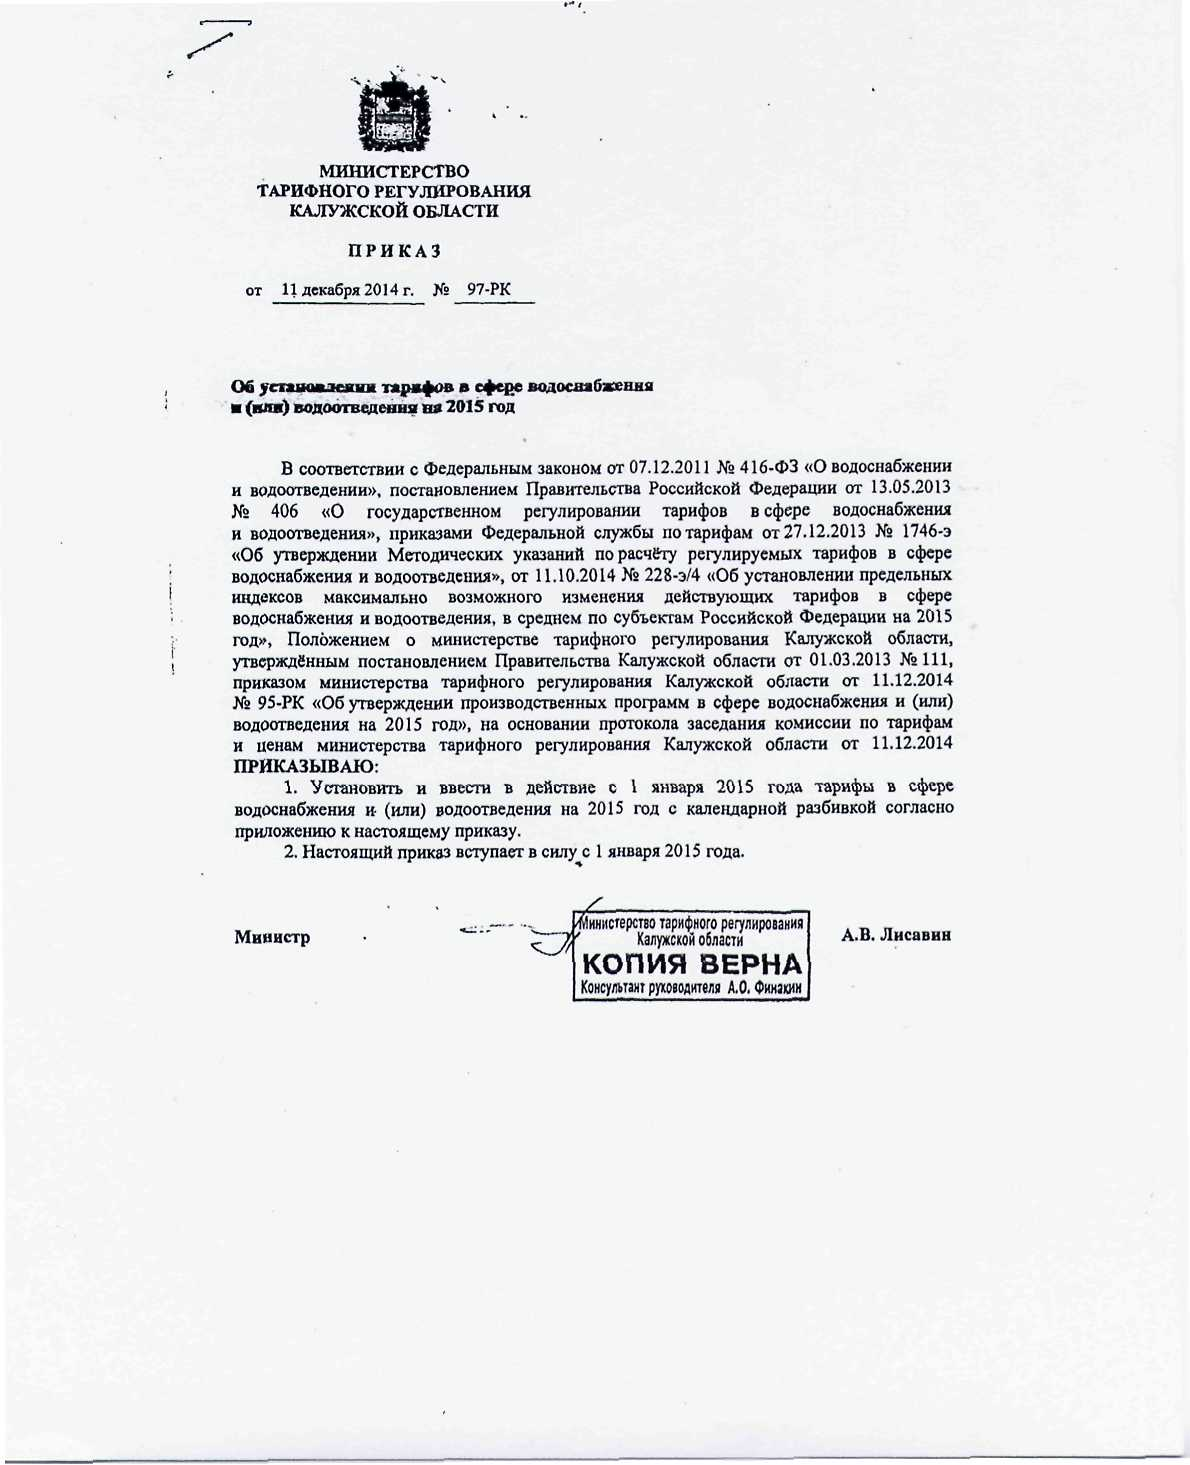 МИНИСТЕРСТВО
ТАРИФНОГО РЕГУЛИРОВАНИЯ
КАЛУЖСКОЙ ОБЛАСТИ
П Р И К А З
от 11 декабря 2014 г. № 97-РК
Об установлении тарифов в сфере водоснабжения
и (или) водоотведения на 2015 год
В соответствии с Федеральным законом от 07.12.2011 № 416-ФЗ «О водоснабжении
и водоотведении», постановлением Правительства Российской Федерации от 13.05.2013
№ 406 «О государственном регулировании тарифов в сфере водоснабжения
и водоотведения», приказами Федеральной службы по тарифам от 27.12.2013 № 1746-э
«Об утверждении Методических указаний по расчёту регулируемых тарифов в сфере
водоснабжения и водоотведения», от 11.10.2014 № 228-э/4 «Об установлении предельных
индексов максимально возможного изменения действующих тарифов в сфере
водоснабжения и водоотведения, в среднем по субъектам Российской Федерации на 2015
год», Положением о министерстве тарифного регулирования Калужской области,
утверждённым постановлением Правительства Калужской области от 01.03.2013 № 111,
приказом министерства тарифного регулирования Калужской области от 11.12.2014
№ 95-РК «Об утверждении производственных программ в сфере водоснабжения и (или)
водоотведения на 2015 год», на основании протокола заседания комиссии по тарифам
и ценам министерства тарифного регулирования Калужской области от 11.12.2014
ПРИКАЗЫВАЮ:
1. Установить и ввести в действие с 1 января 2015 года тарифы в сфере
водоснабжения и (или) водоотведения на 2015 год с календарной разбивкой согласно
приложению к настоящему приказу.
2. Настоящий приказ вступает в силу с 1 января 2015 года.
Министр
А.В. Лисавин
Министерство тарифного регулирования
Калужской области
КОПИЯ ВЕРНА
Консультант руководителя А.О. Финакин